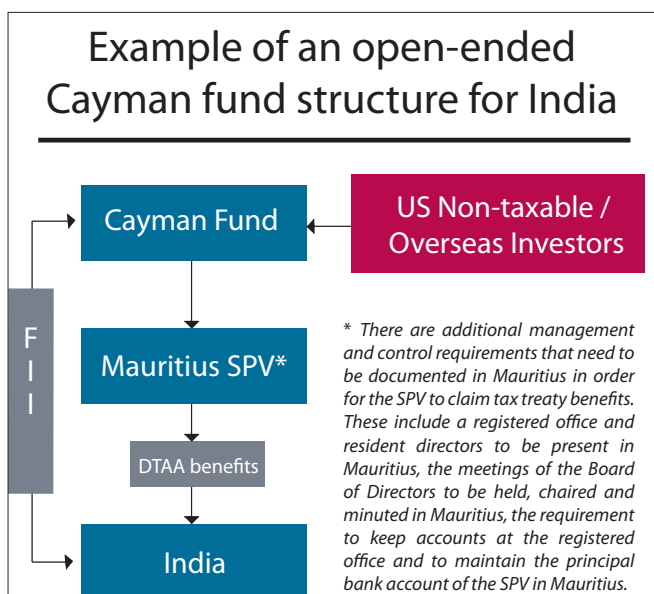 Example of an open-ended
Cayman fund structure for India
Cayman Fund
US Non-taxable /
Overseas Investors
F
I
I
Mauritius SPV*
DTAA benefits
India
* There are additional management
and control requirements that need to
be documented in Mauritius in order
for the SPV to claim tax treaty benefits.
These include a registered office and
resident directors to be present in
Mauritius, the meetings of the Board
of Directors to be held, chaired and
minuted in Mauritius, the requirement
to keep accounts at the registered
office and to maintain the principal
bank account of the SPV in Mauritius.